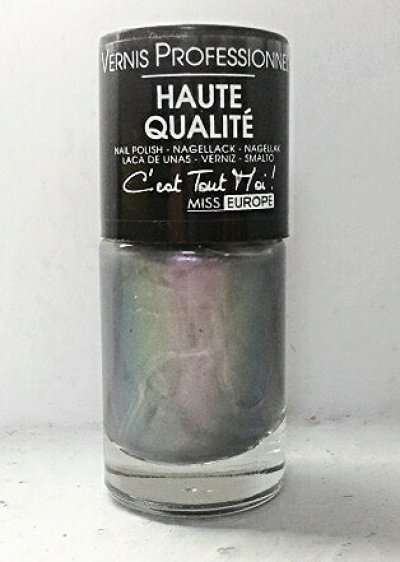 VERNIS PROFESSIONNEL
HAUTE
QUALITÉ
NAIL POLISH - NAGELLACK - NAGELLAK
LACA DE UNAS - VERNIZ - SMALTO
C'est Tout Moi !
MISS EUROPE